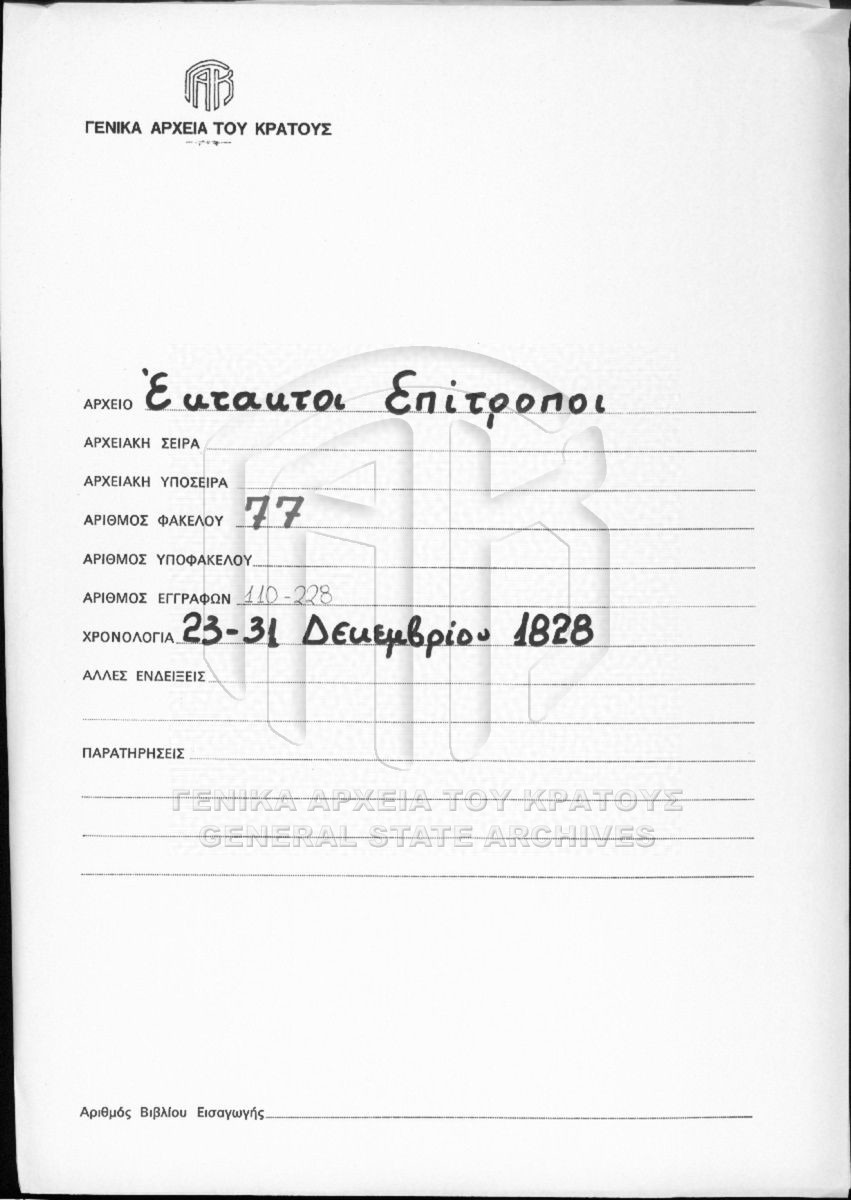 ΓΑΚ
ΓΕΝΙΚΑ ΑΡΧΕΙΑ ΤΟΥ ΚΡΑΤΟΥΣ
ΑΡΧΕΙΟ Έκτακτοι Επίτροποι
ΑΡΧΕΙΑΚΗ ΣΕΙΡΑ
ΑΡΧΕΙΑΚΗ ΥΠΟΣΕΙΡΑ
ΑΡΙΘΜΟΣ ΦΑΚΕΛΟΥ 77
ΑΡΙΘΜΟΣ ΥΠΟΦΑΚΕΛΟΥ
ΑΡΙΘΜΟΣ ΕΓΓΡΑΦΩΝ 110-228
ΧΡΟΝΟΛΟΓΙΑ 23-31 Δεκεμβρίου 1828
ΑΛΛΕΣ ΕΝΔΕΙΞΕΙΣ
ΠΑΡΑΤΗΡΗΣΕΙΣ
ΓΕΝΙΚΑ ΑΡΧΕΙΑ ΤΟΥ ΚΡΑΤΟΥΣ
GENERAL STATE ARCHIVES
Αριθμός Βιβλίου Εισαγωγής